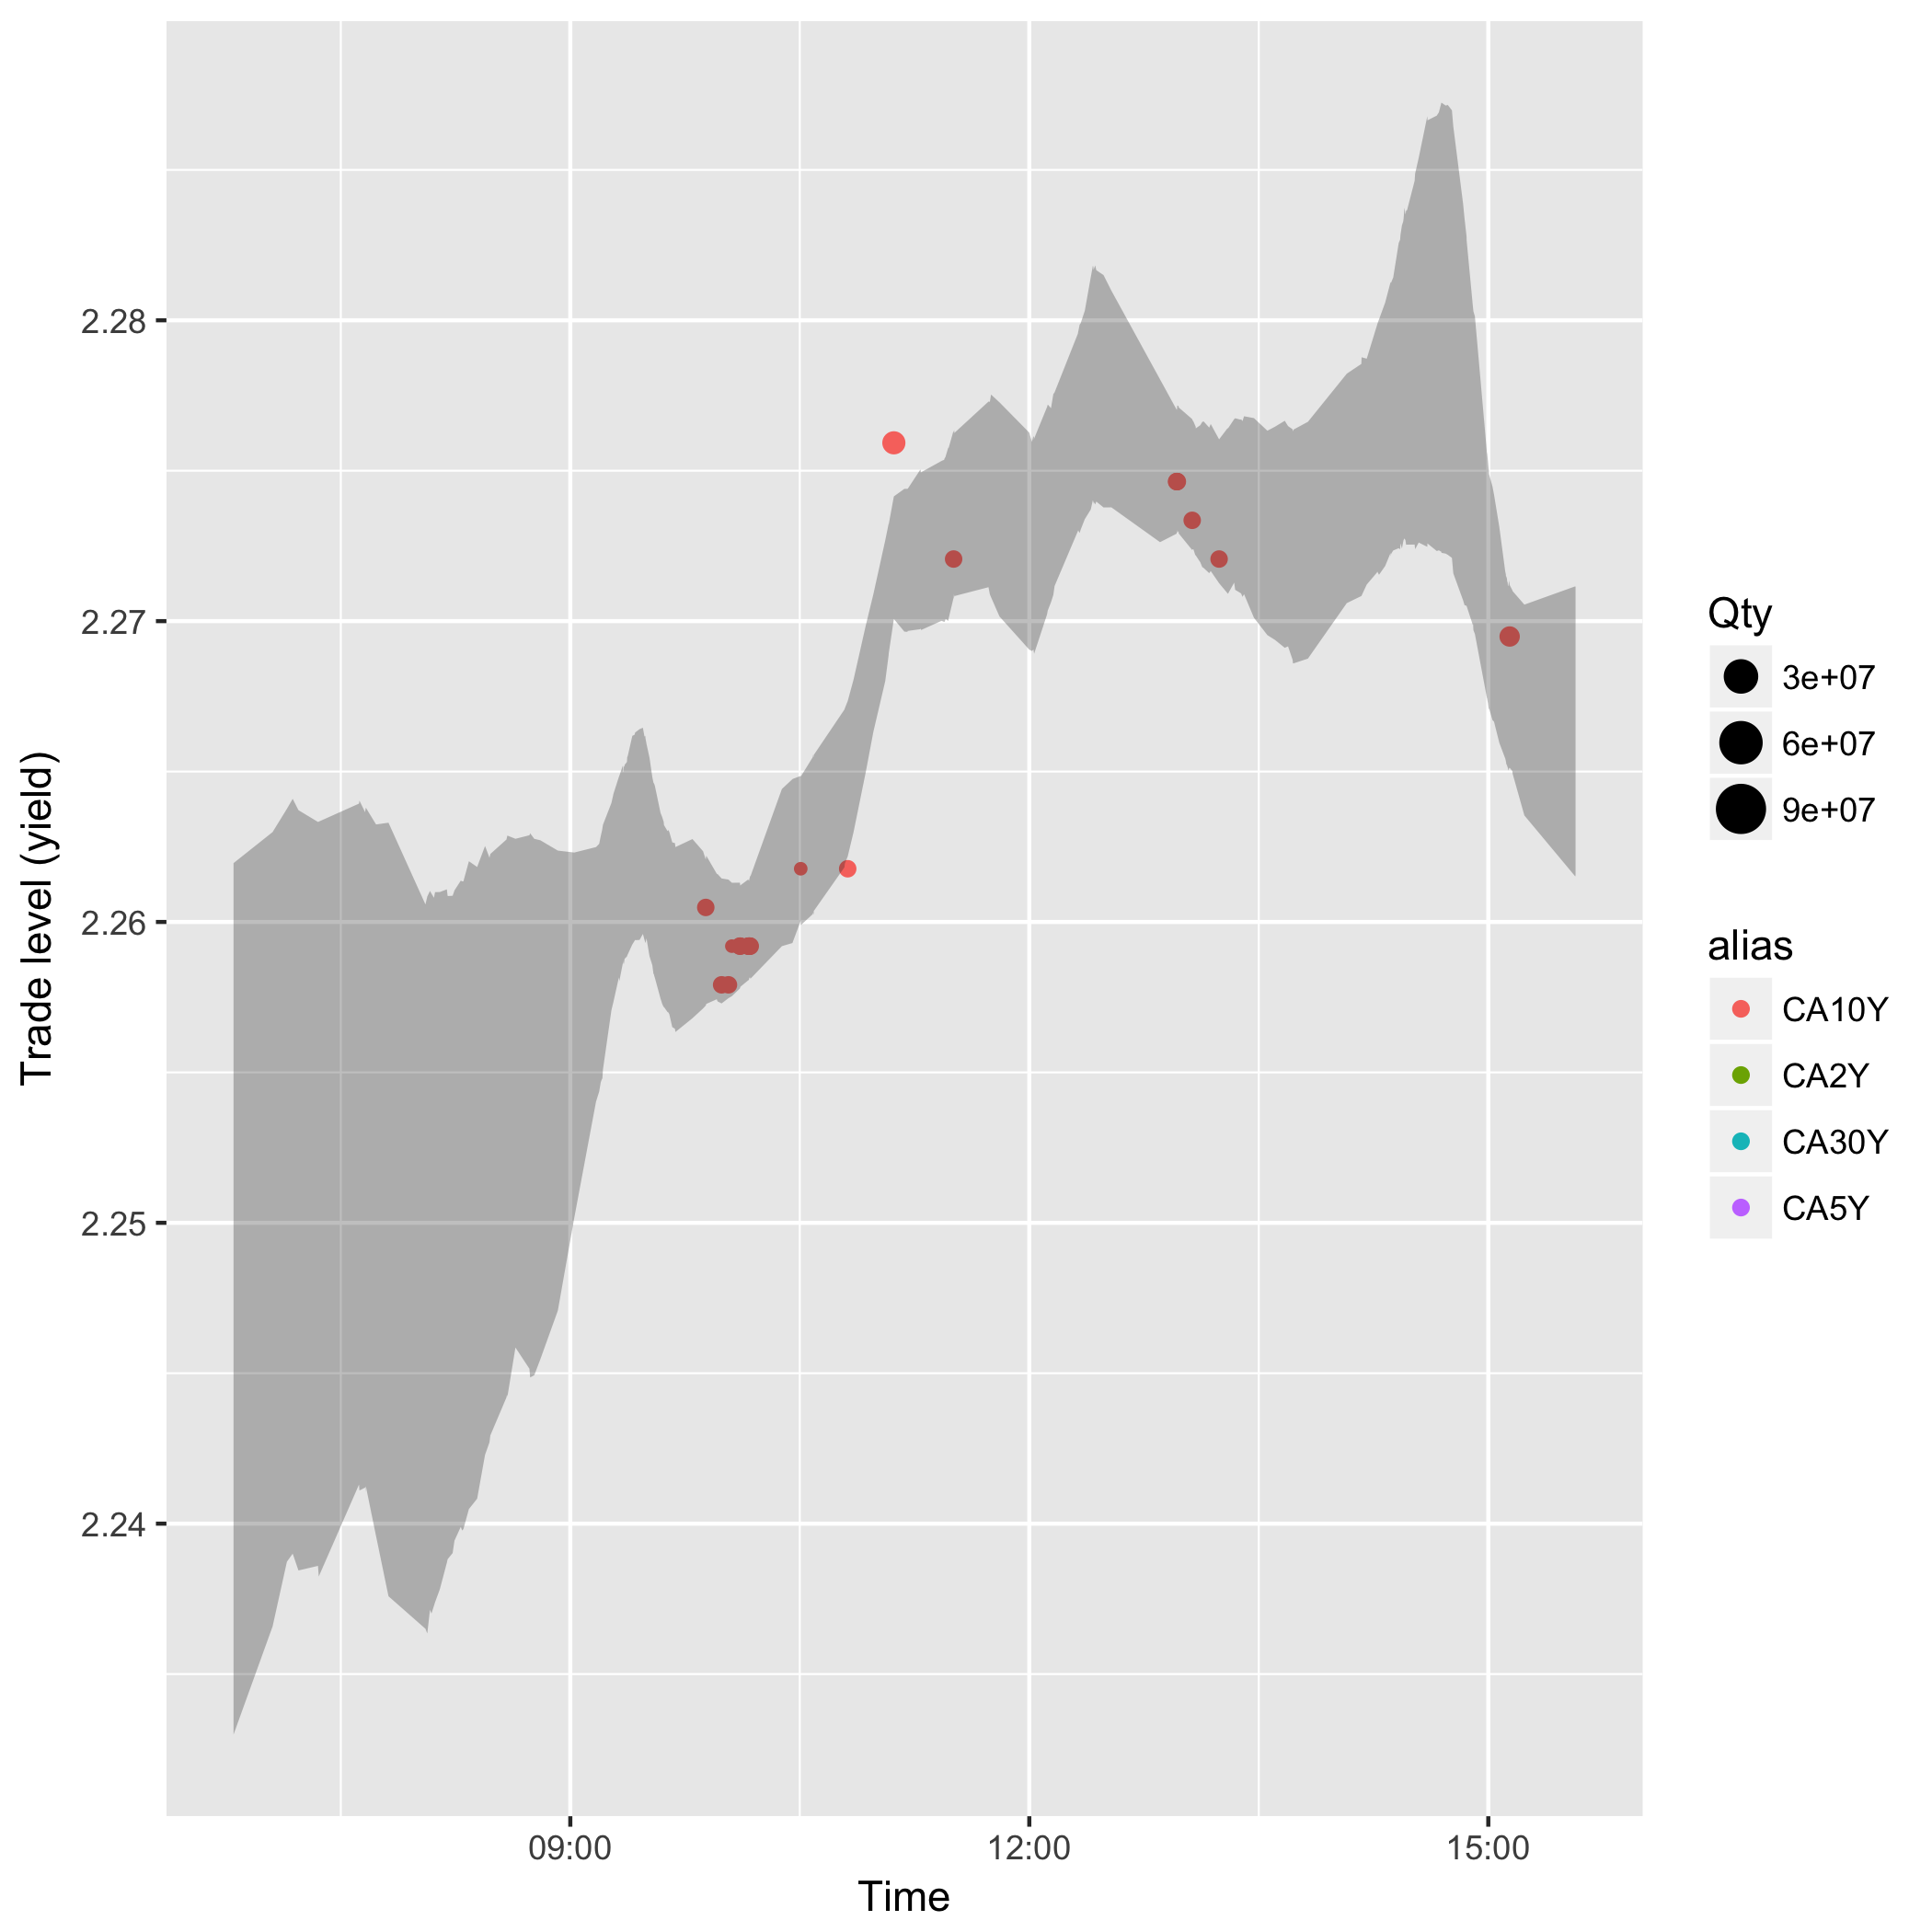 Trade level (yield)
2.28
2.27
2.26
2.25
2.24
09:00 12:00 15:00
Time
Qty
3e+07
6e+07
9e+07
alias
CA10Y
CA2Y
CA30Y
CA5Y